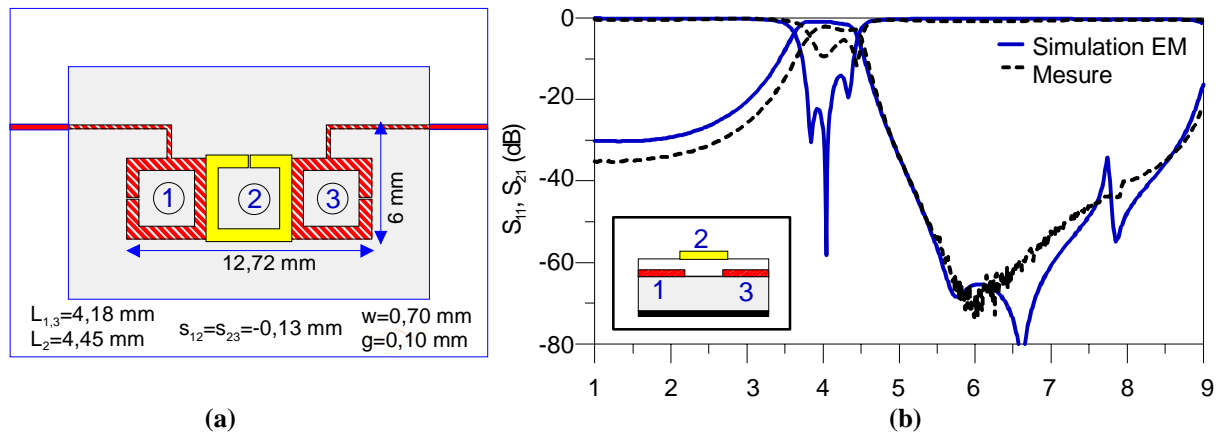 1
2
3
6 mm
12,72 mm
L1,3=4,18 mm
L2=4,45 mm
s12=s23=-0,13 mm
w=0,70 mm
g=0,10 mm
(a)
S11, S21 (dB)
0
-20
-40
-60
-80
Simulation EM
Mesure
2
1 3
1 2 3 4 5 6 7 8 9
(b)